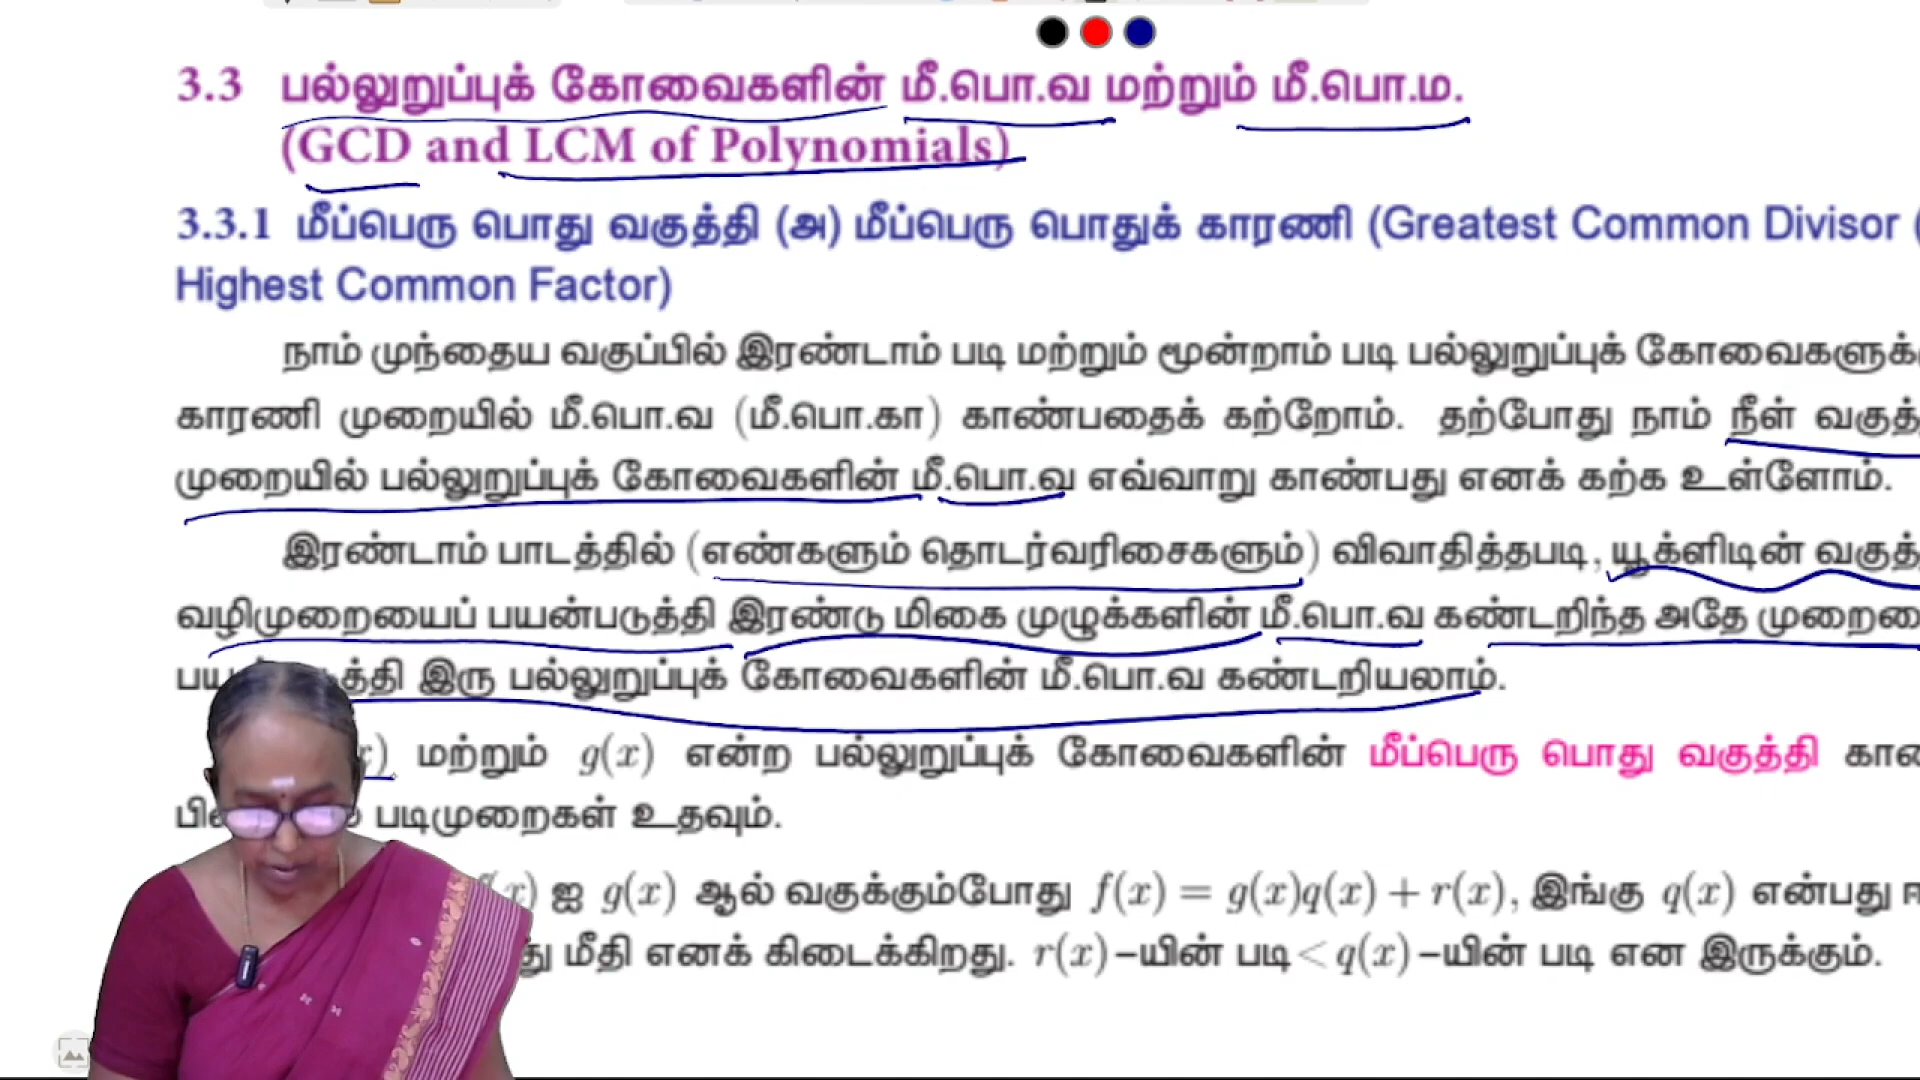 3.3 பல்லுறுப்புக் கோவைகளின் மீ.பொ.வ மற்றும் மீ.பொ.ம.
(GCD and LCM of Polynomials)
3.3.1 மீப்பெரு பொது வகுத்தி (அ) மீப்பெரு பொதுக் காரணி (Greatest Common Divisor (
Highest Common Factor)
நாம் முந்தைய வகுப்பில் இரண்டாம் படி மற்றும் மூன்றாம் படி பல்லுறுப்புக்
காரணி முறையில் மீ.பொ.வ (மீ.பொ.கா) காண்பதைக் கற்றோம். தற்போது நாம் நீள்
முறையில் பல்லுறுப்புக் கோவைகளின் மீ.பொ.வ எவ்வாறு காண்பது எனக் கற்க உள்ளோம்.
இரண்டாம் பாடத்தில் (எண்களும் தொடர்வரிசைகளும்) விவாதித்தபடி, யூக்ளிடின்
வழிமுறையைப் பயன்படுத்தி இரண்டு மிகை முழுக்களின் மீ.பொ.வ கண்டறிந்த அதே
இரு பல்லுறுப்புக் கோவைகளின் மீ.பொ.வ கண்டறியலாம்.
மற்றும் g(x) என்ற பல்லுறுப்புக் கோவைகளின் மீப்பெரு பொது வகுத்தி
படிமுறைகள் உதவும்.
f(x) ஐ g(x) ஆல் வகுக்கும்போது f(x) = g(x)q(x) + r(x), இங்கு q(x) என்பது
மீதி எனக் கிடைக்கிறது. r(x)–யின் படி < q(x)–யின் படி என இருக்கும்.